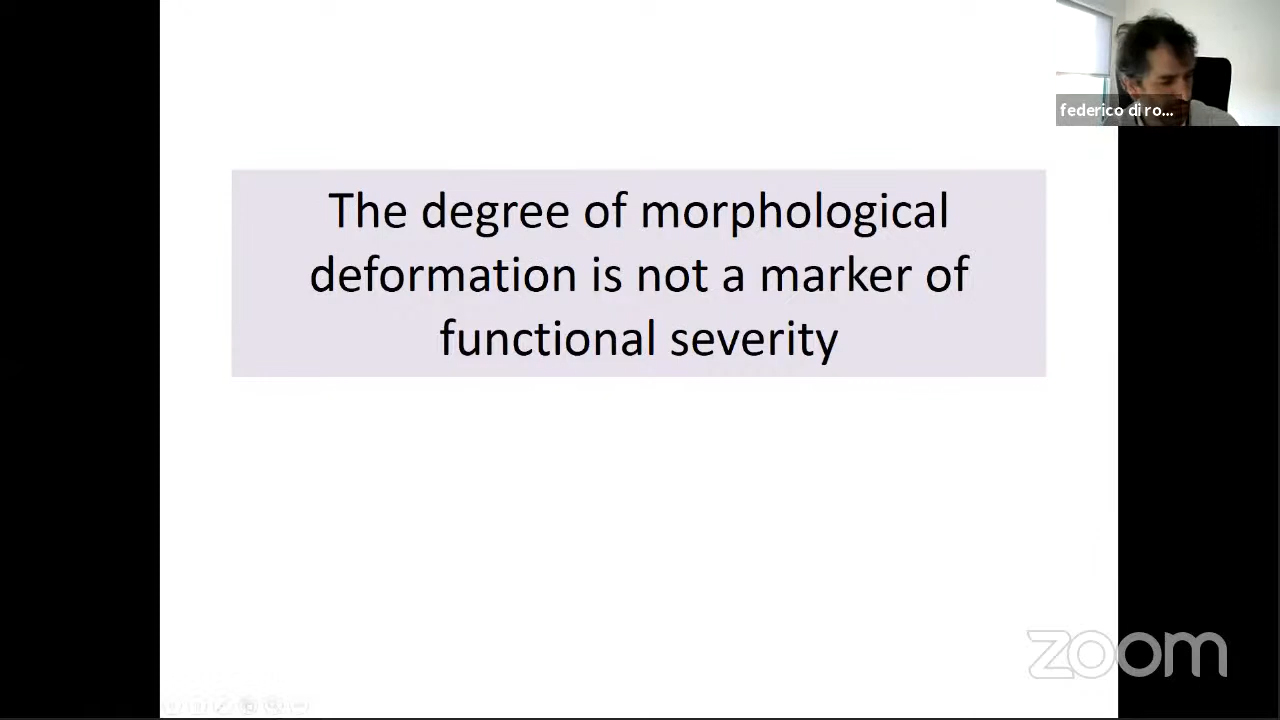 federico di ro...
The degree of morphological
deformation is not a marker of
functional severity
zoom